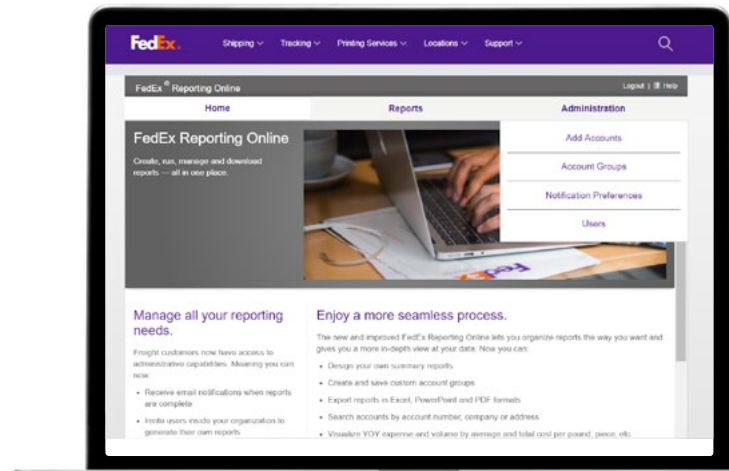 FedEx.
Shipping
Tracking
Printing Services
Locations
Support
FedEx® Reporting Online
Logout | Help
Home
Reports
Administration
Add Accounts
Account Groups
Notification Preferences
Users
FedEx Reporting Online
Create, run, manage and download
reports — all in one place.
FedEx
Manage all your reporting
needs.
Freight customers now have access to
administrative capabilities. Meaning you can
now:
• Receive email notifications when reports
are complete
• Invite users inside your organization to
generate their own reports
Enjoy a more seamless process.
The new and improved FedEx Reporting Online lets you organize reports the way you want and
gives you a more in-depth view at your data. Now you can:
• Design your own summary reports
• Create and save custom account groups
• Export reports in Excel, PowerPoint and PDF formats
• Search accounts by account number, company or address
• Visualize YOY expense and volume by average and total cost per pound, piece, etc.